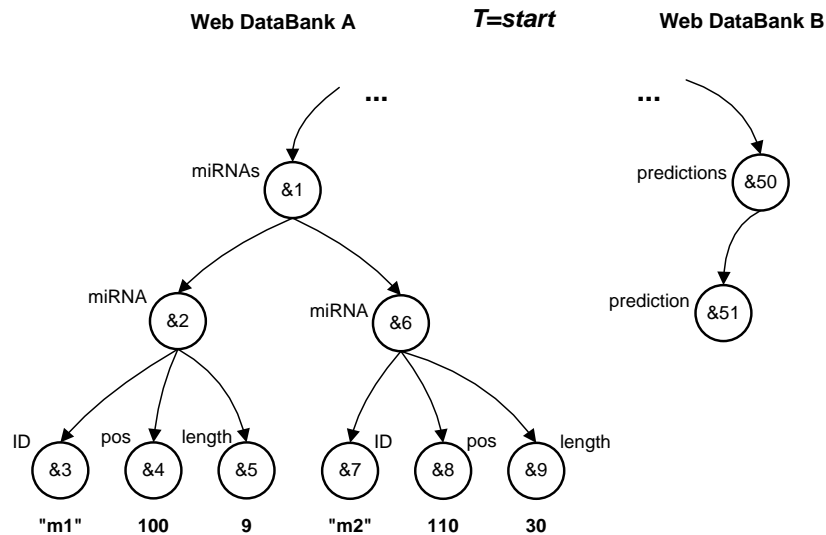 Web DataBank A T=start Web DataBank B
... ...
miRNAs &1 predictions &50
miRNA &2 miRNA &6 prediction &51
ID pos length ID pos length
&3 &4 &5 &7 &8 &9
"m1" 100 9 "m2" 110 30